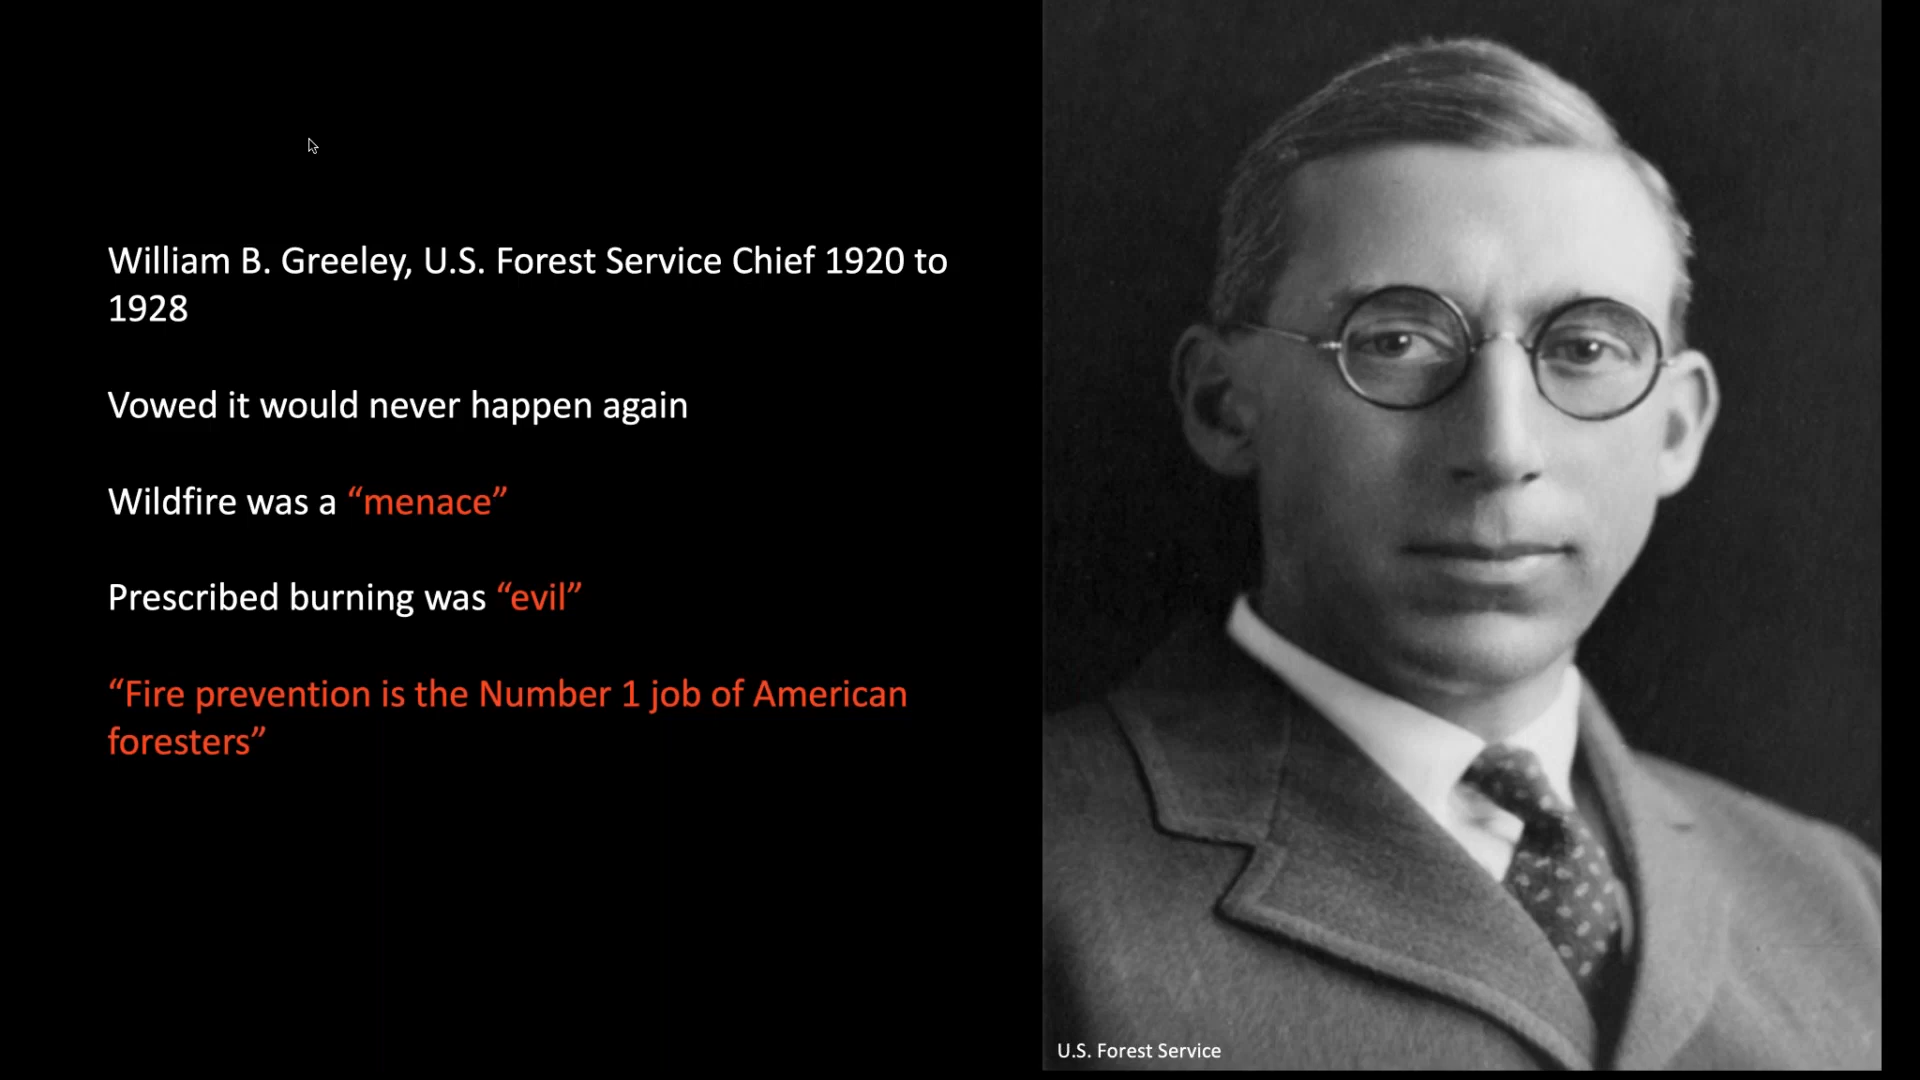 William B. Greeley, U.S. Forest Service Chief 1920 to
1928
Vowed it would never happen again
Wildfire was a “menace”
Prescribed burning was “evil”
“Fire prevention is the Number 1 job of American
foresters”
U.S. Forest Service